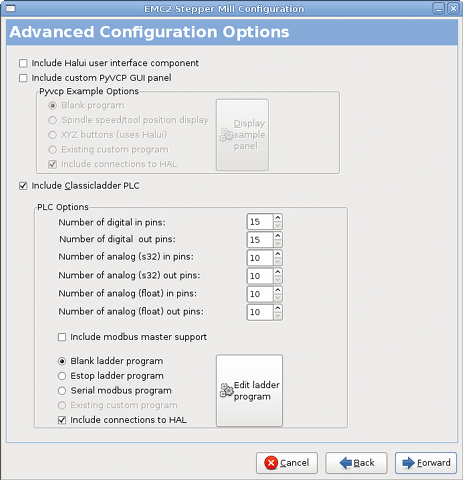 EMC2 Stepper Mill Configuration
Advanced Configuration Options
Include Halui user interface component
Include custom PyVCP GUI panel
Pyvcp Example Options
Blank program
Spindle speed/tool position display
XYZ buttons (uses Halui)
Existing custom program
Include connections to HAL
Display
sample
panel
Include Classicladder PLC
PLC Options
Number of digital in pins: 15
Number of digital out pins: 15
Number of analog (s32) in pins: 10
Number of analog (s32) out pins: 10
Number of analog (float) in pins: 10
Number of analog (float) out pins: 10
Include modbus master support
Blank ladder program
Estop ladder program
Serial modbus program
Existing custom program
Include connections to HAL
Edit ladder
program
Cancel Back Forward